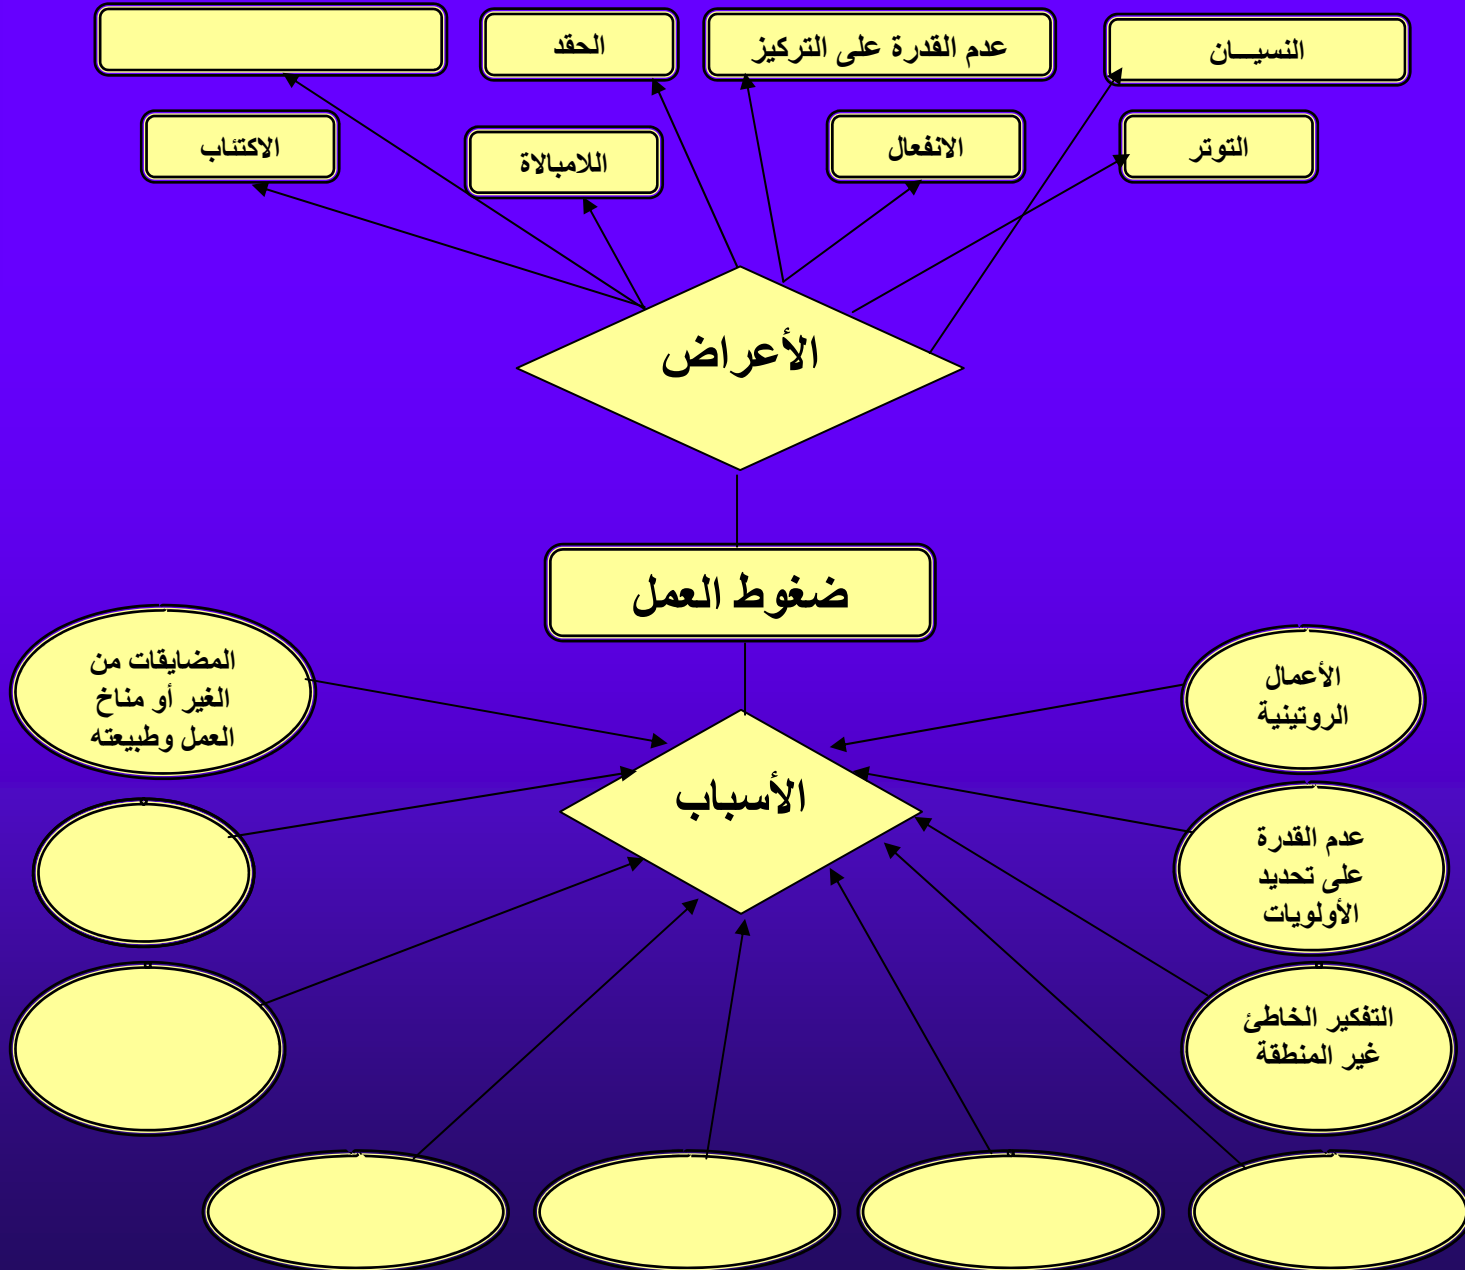 النسيـــان
عدم القدرة على التركيز
الحقد
التوتر
الانفعال
اللامبالاة
الاكتئاب
الأعراض
ضغوط العمل
الأسباب
الأعمال
الروتينية
عدم القدرة
على تحديد
الأولويات
التفكير الخاطئ
غير المنطقة
المضايقات من
الغير أو مناخ
العمل وطبيعته